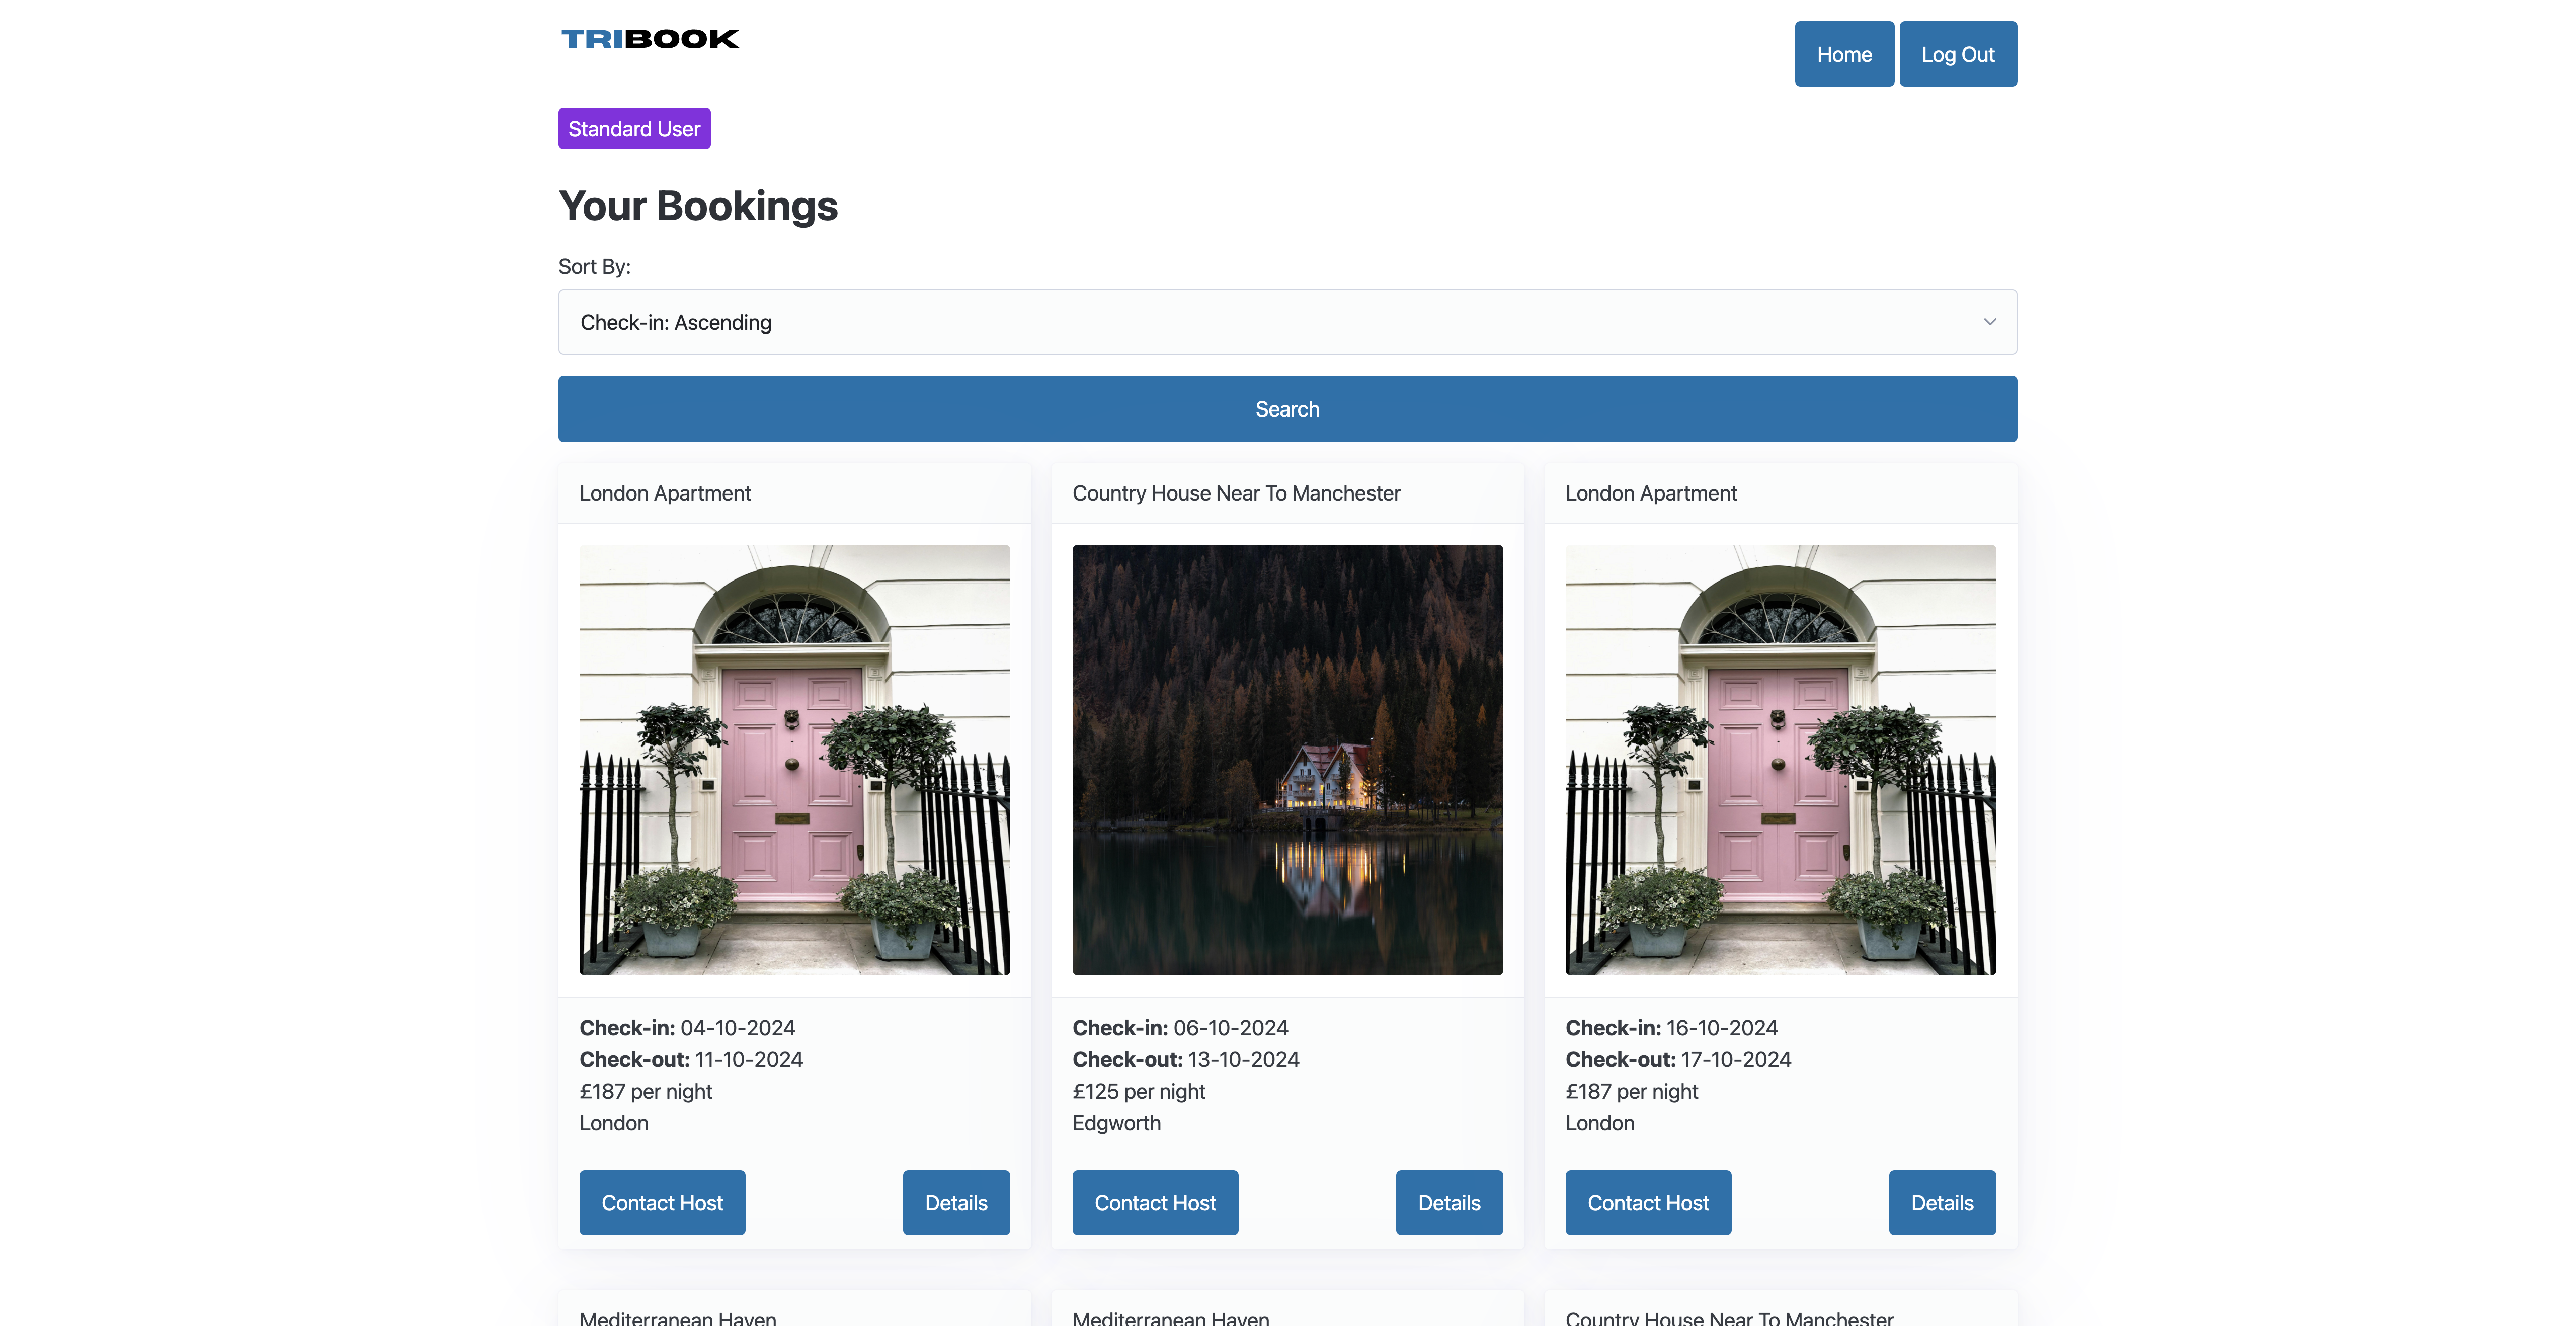 TRIBOOK
Home
Log Out
Standard User
Your Bookings
Sort By:
Check-in: Ascending
Search
London Apartment
Country House Near To Manchester
London Apartment
Check-in: 04-10-2024
Check-out: 11-10-2024
£187 per night
London
Contact Host
Details
Check-in: 06-10-2024
Check-out: 13-10-2024
£125 per night
Edgworth
Contact Host
Details
Check-in: 16-10-2024
Check-out: 17-10-2024
£187 per night
London
Contact Host
Details
Mediterranean Haven
Mediterranean Haven
Country House Near To Manchester